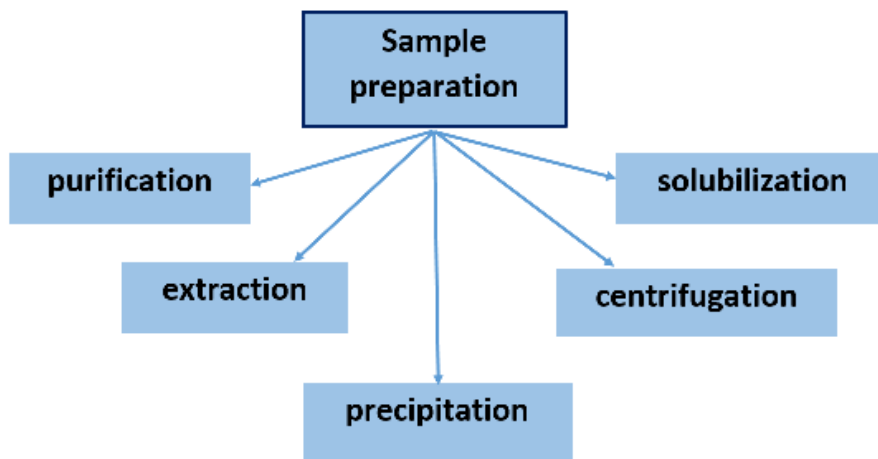 Sample
preparation
purification
solubilization
extraction
centrifugation
precipitation